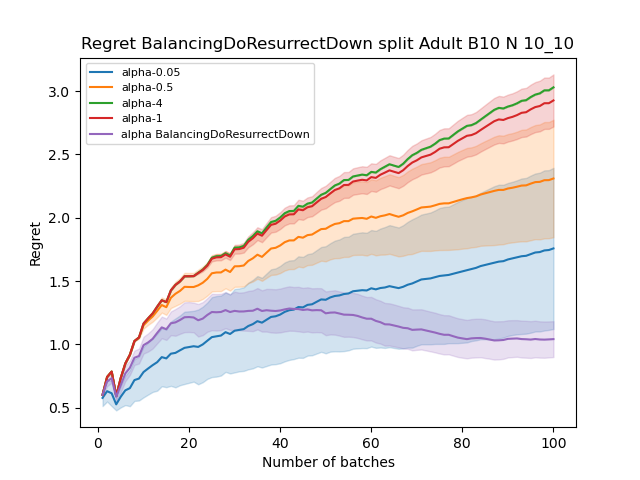 Regret BalancingDoResurrectDown split Adult B10 N 10_10
alpha-0.05
alpha-0.5
alpha-4
alpha-1
alpha BalancingDoResurrectDown
Regret
3.0
2.5
2.0
1.5
1.0
0.5
0 20 40 60 80 100
Number of batches